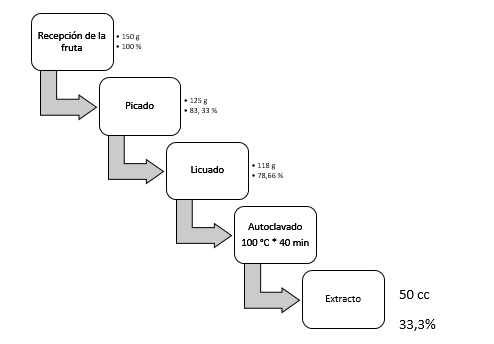 Recepción de la
fruta
• 150 g
• 100 %
Picado
• 125 g
• 83, 33 %
Licuado
• 118 g
• 78,66 %
Autoclavado
100 °C * 40 min
Extracto
50 cc
33,3%